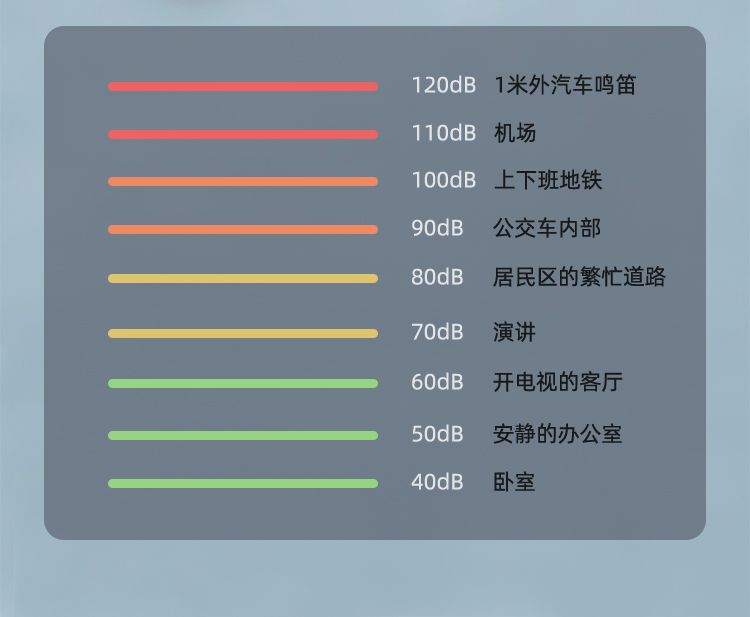 120dB 1米外汽车鸣笛
110dB 机场
100dB 上下班地铁
90dB 公交车内部
80dB 居民区的繁忙道路
70dB 演讲
60dB 开电视的客厅
50dB 安静的办公室
40dB 卧室